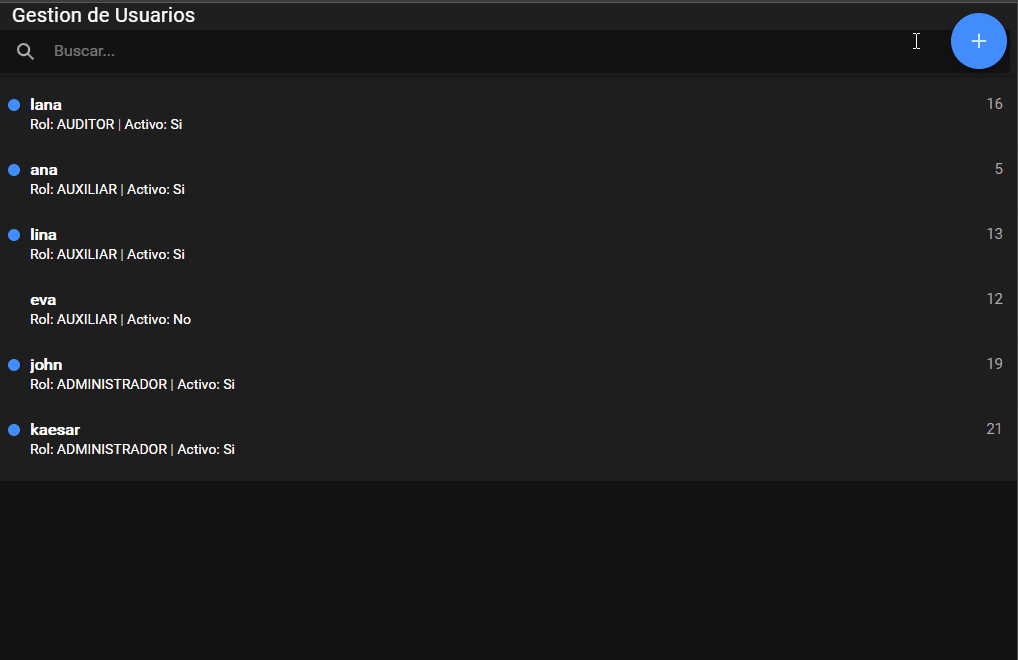 Gestion de Usuarios
Buscar...
lana 16
Rol: AUDITOR | Activo: Si
ana 5
Rol: AUXILIAR | Activo: Si
lina 13
Rol: AUXILIAR | Activo: Si
eva 12
Rol: AUXILIAR | Activo: No
john 19
Rol: ADMINISTRADOR | Activo: Si
kaesar 21
Rol: ADMINISTRADOR | Activo: Si